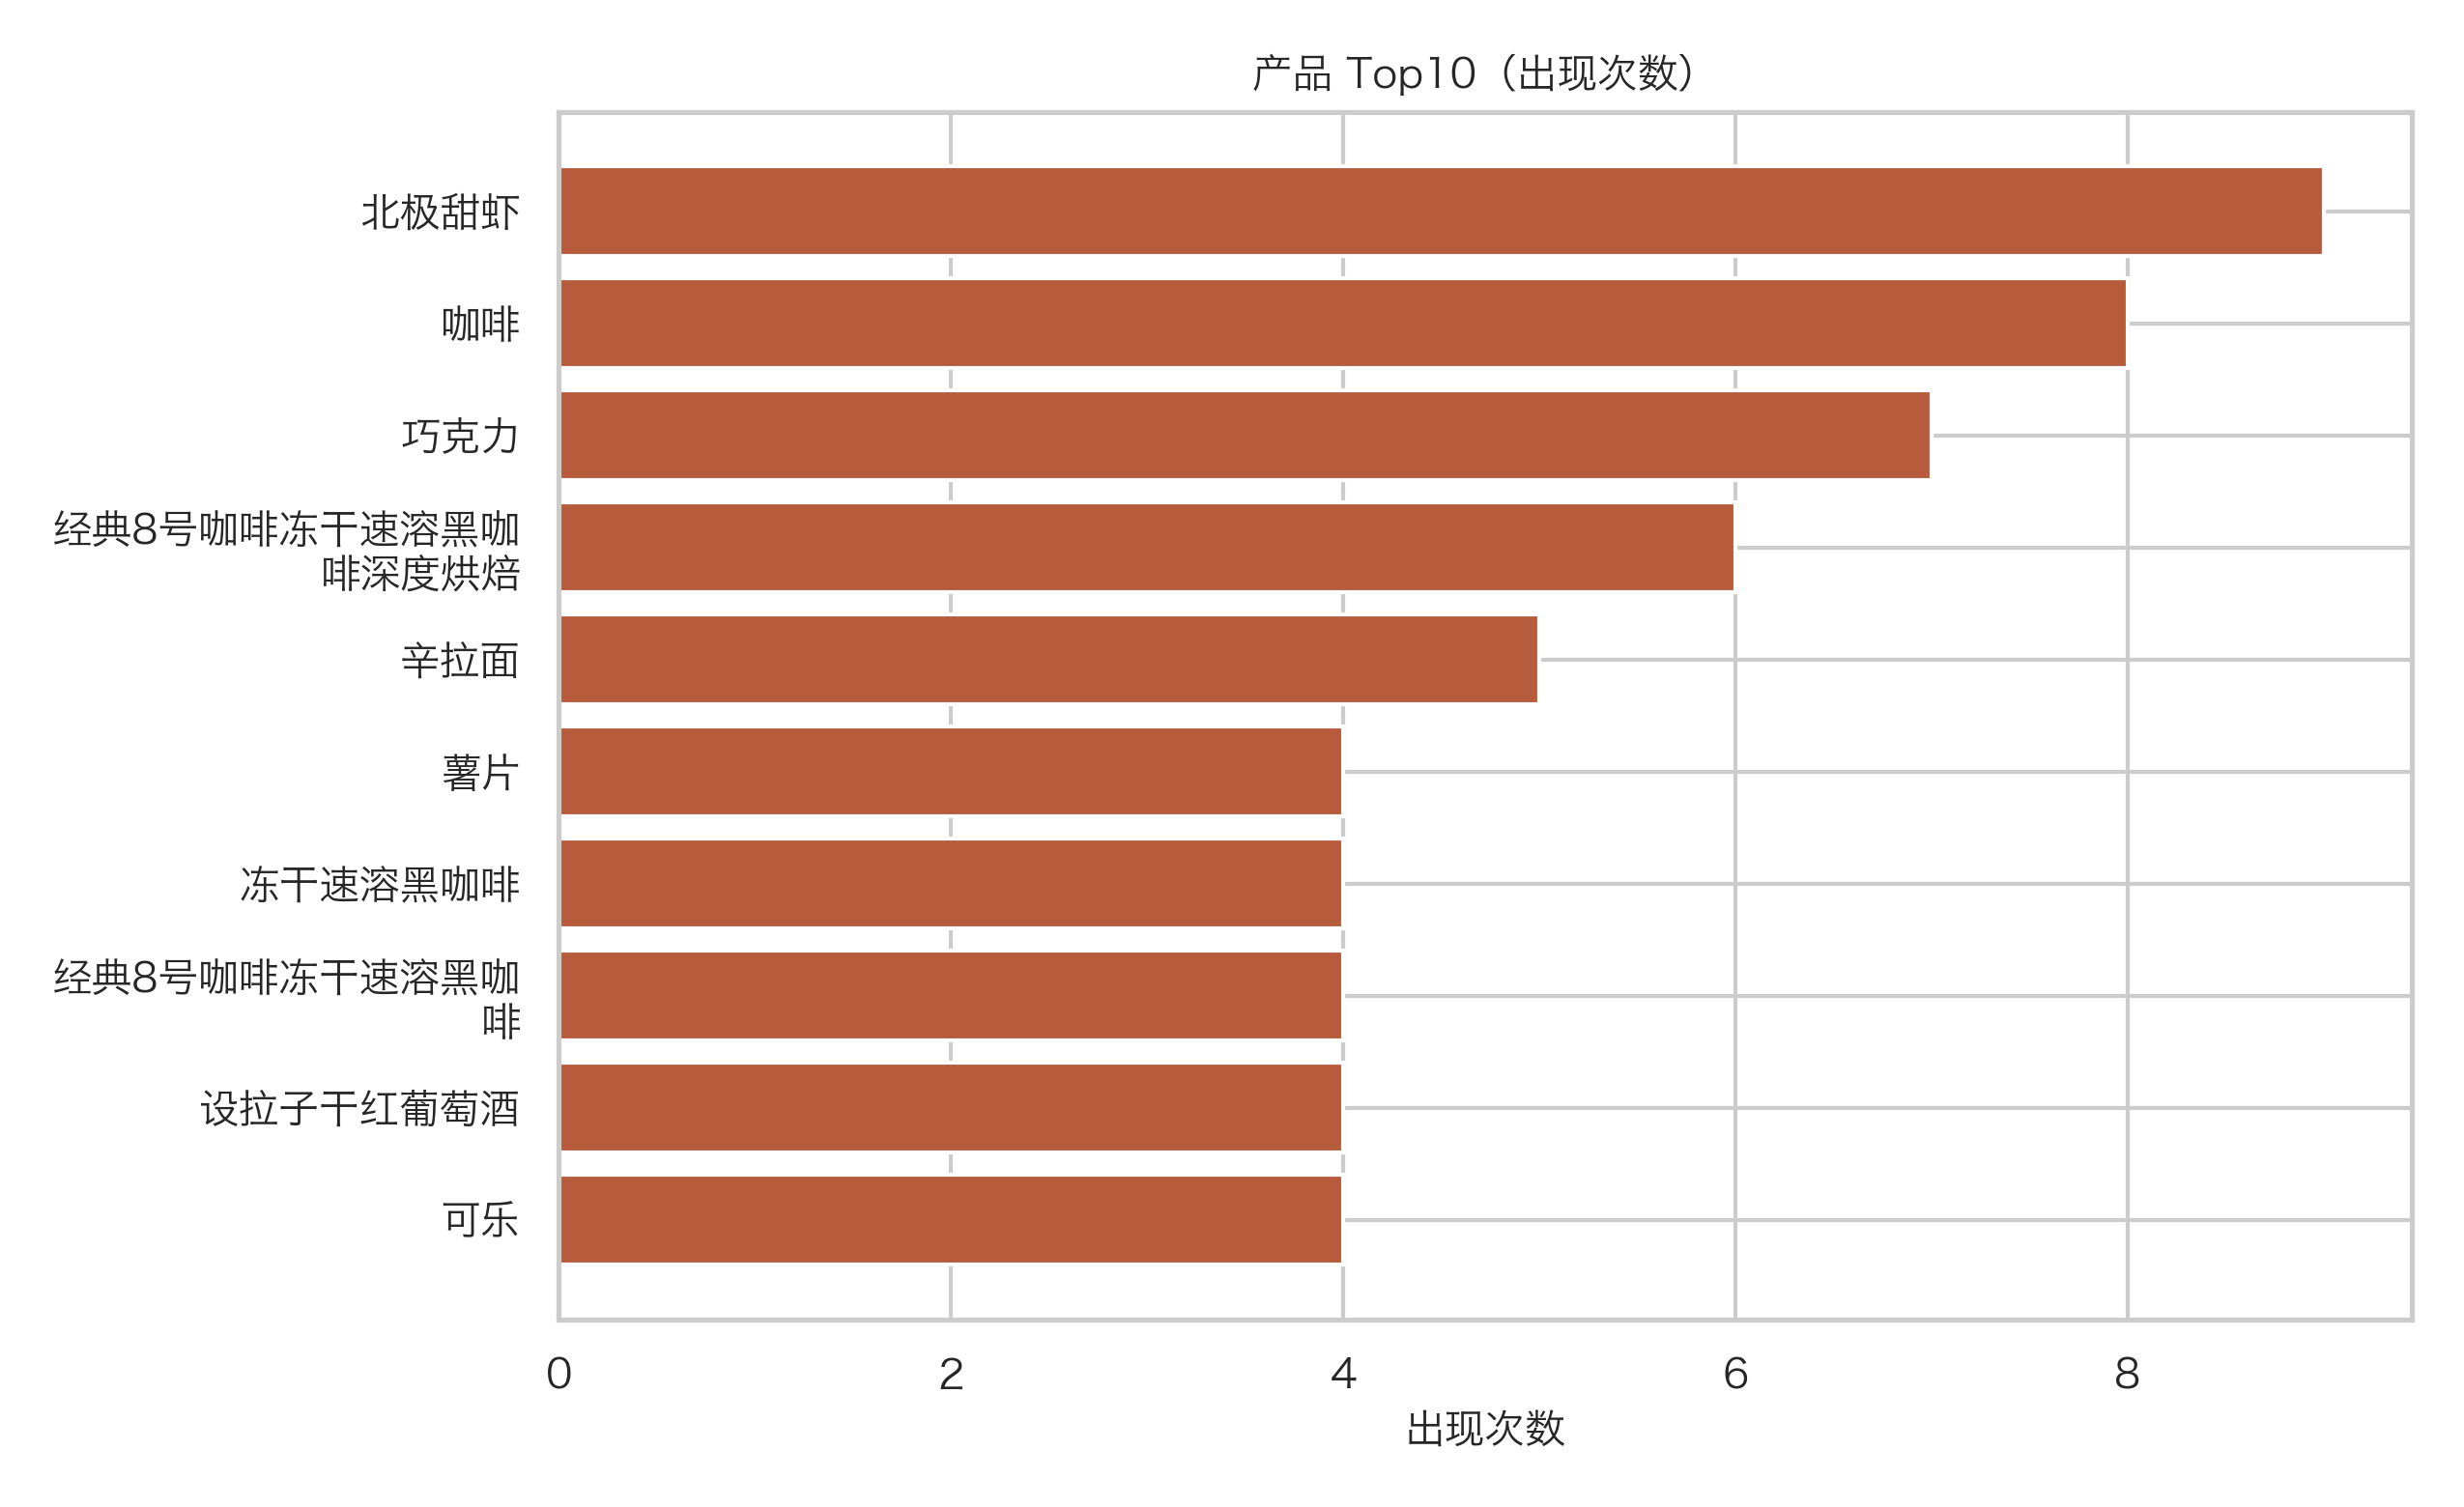 产品 Top10（出现次数）
北极甜虾
咖啡
巧克力
经典8号咖啡冻干速溶黑咖
啡深度烘焙
辛拉面
薯片
冻干速溶黑咖啡
经典8号咖啡冻干速溶黑咖
啡
设拉子干红葡萄酒
可乐
0 2 4 6 8
出现次数